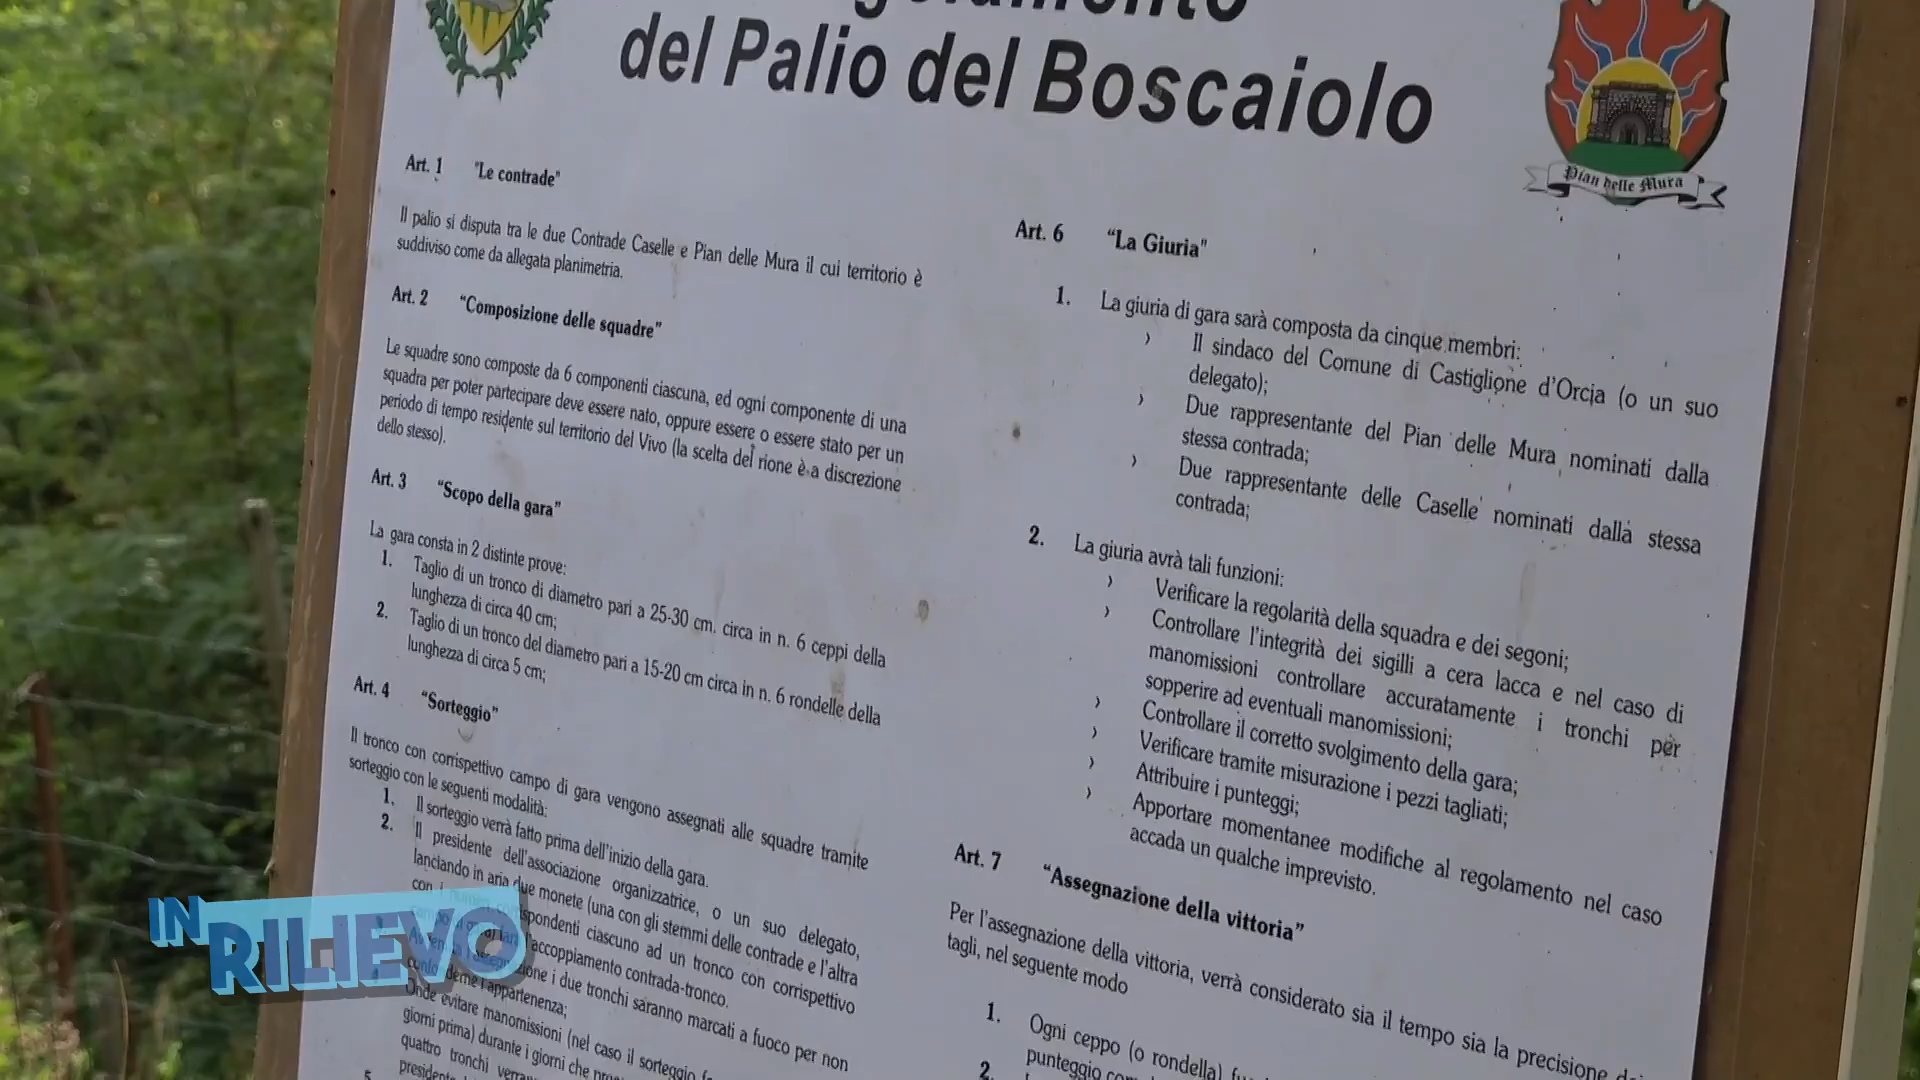 del Palio del Boscaiolo
Pian delle Mura
Art. 1 "Le contrade"
Il palio si disputa tra le due Contrade Caselle e Pian delle Mura il cui territorio è
suddiviso come da allegata planimetria.
Art. 2 “Composizione delle squadre”
Le squadre sono composte da 6 componenti ciascuna, ed ogni componente di una
squadra per poter partecipare deve essere nato, oppure essere o essere stato per un
periodo di tempo residente sul territorio del Vivo (la scelta del rione è a discrezione
dello stesso).
Art. 3 “Scopo della gara”
La gara consta in 2 distinte prove:
1. Taglio di un tronco di diametro pari a 25-30 cm. circa in n. 6 ceppi della
lunghezza di circa 40 cm;
2. Taglio di un tronco del diametro pari a 15-20 cm circa in n. 6 rondelle della
lunghezza di circa 5 cm;
Art. 4 “Sorteggio”
Il tronco con corrispettivo campo di gara vengono assegnati alle squadre tramite
sorteggio con le seguenti modalità:
1. Il sorteggio verrà fatto prima dell'inizio della gara.
2. Il presidente dell'associazione organizzatrice, o un suo delegato,
lanciando in aria due monete (una con gli stemmi delle contrade e l'altra
con i numeri corrispondenti ciascuno ad un tronco con corrispettivo
l'accoppiamento contrada-tronco.
i due tronchi saranno marcati a fuoco per non
l'appartenenza;
Onde evitare manomissioni (nel caso il sorteggio
giorni prima) durante i giorni che
quattro tronchi
5.
Art. 6 “La Giuria”
1. La giuria di gara sarà composta da cinque membri:
› Il sindaco del Comune di Castiglione d’Orcia (o un suo
delegato);
› Due rappresentante del Pian delle Mura nominati dalla
stessa contrada;
› Due rappresentante delle Caselle nominati dalla stessa
contrada;
2. La giuria avrà tali funzioni:
› Verificare la regolarità della squadra e dei segoni;
› Controllare l’integrità dei sigilli a cera lacca e nel caso di
manomissioni controllare accuratamente i tronchi per
sopperire ad eventuali manomissioni;
› Controllare il corretto svolgimento della gara;
› Verificare tramite misurazione i pezzi tagliati;
› Attribuire i punteggi;
› Apportare momentanee modifiche al regolamento nel caso
accada un qualche imprevisto.
Art. 7 “Assegnazione della vittoria”
Per l’assegnazione della vittoria, verrà considerato sia il tempo sia la precisione
tagli, nel seguente modo
1. Ogni ceppo (o rondella)
punteggio
2.
IN
RILIEVO